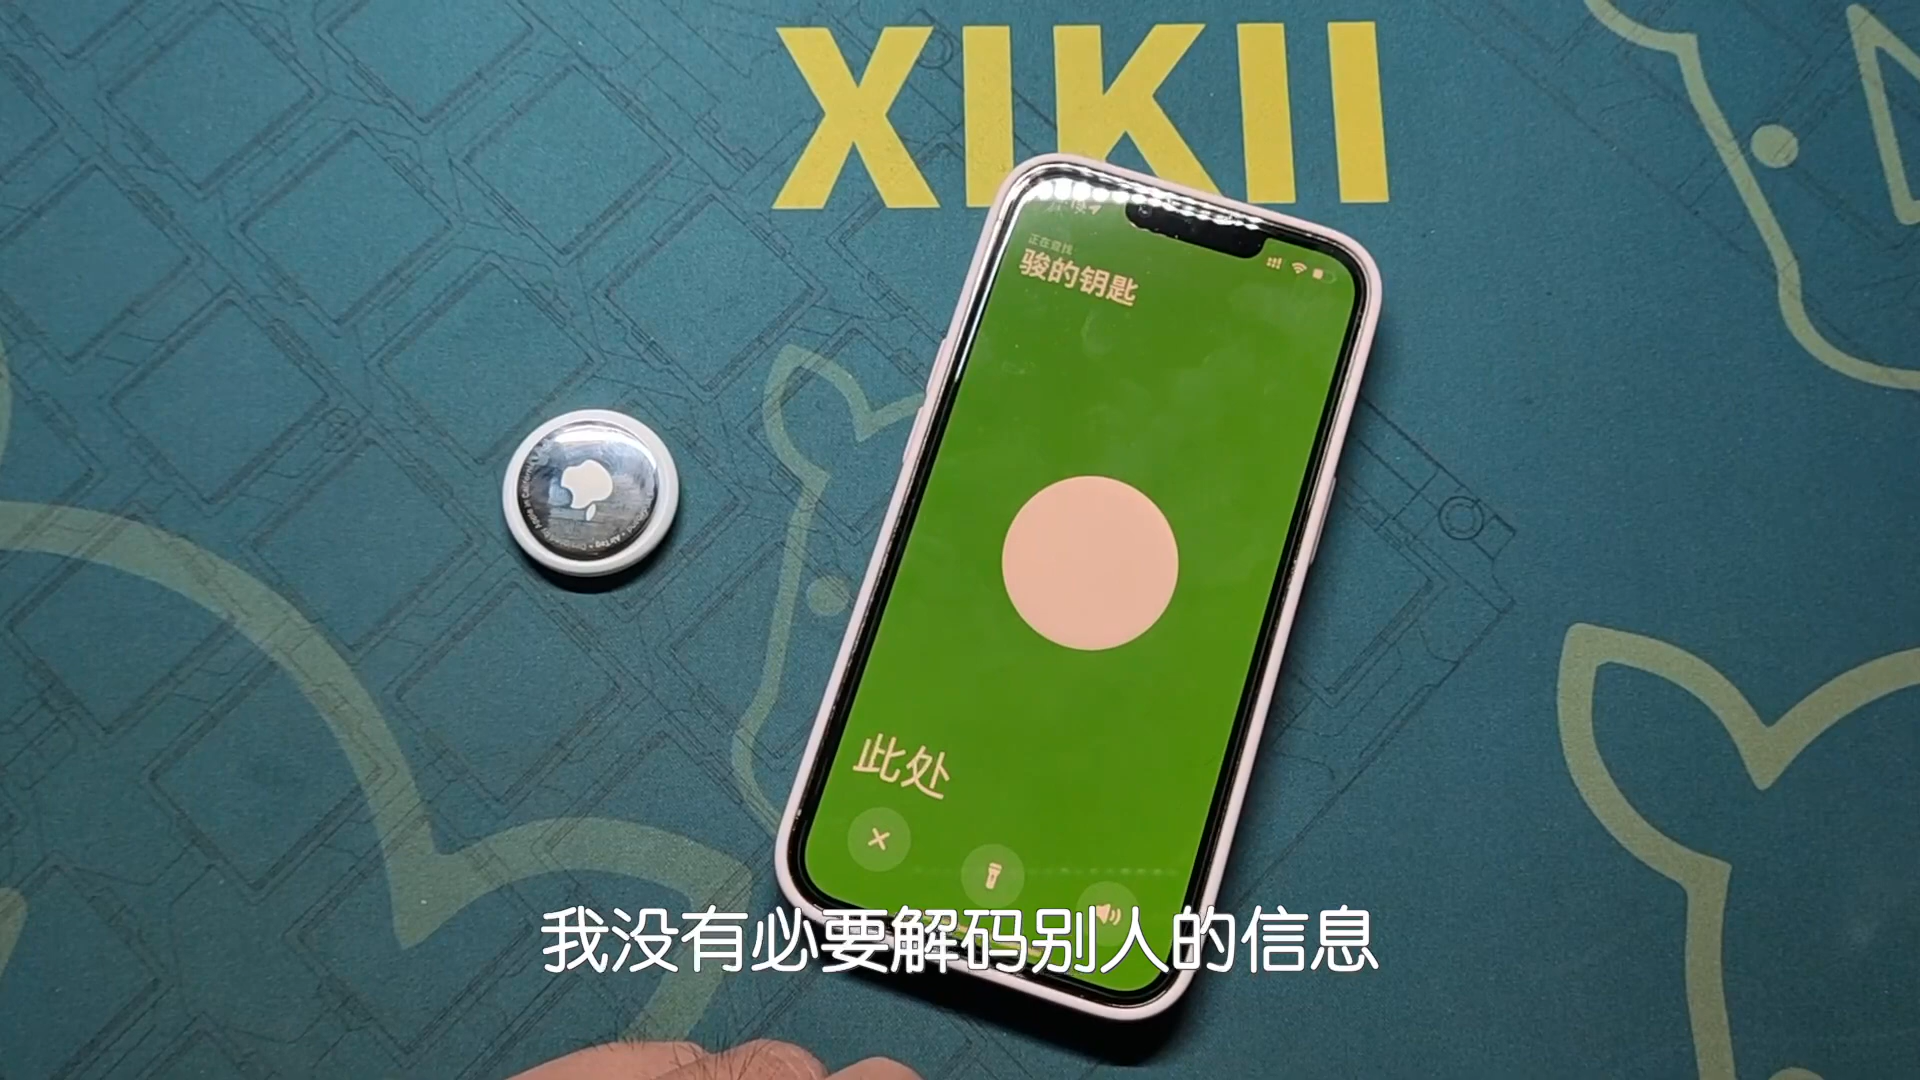 XIKII
正在查找
骏的钥匙
此处
我没有必要解码别人的信息